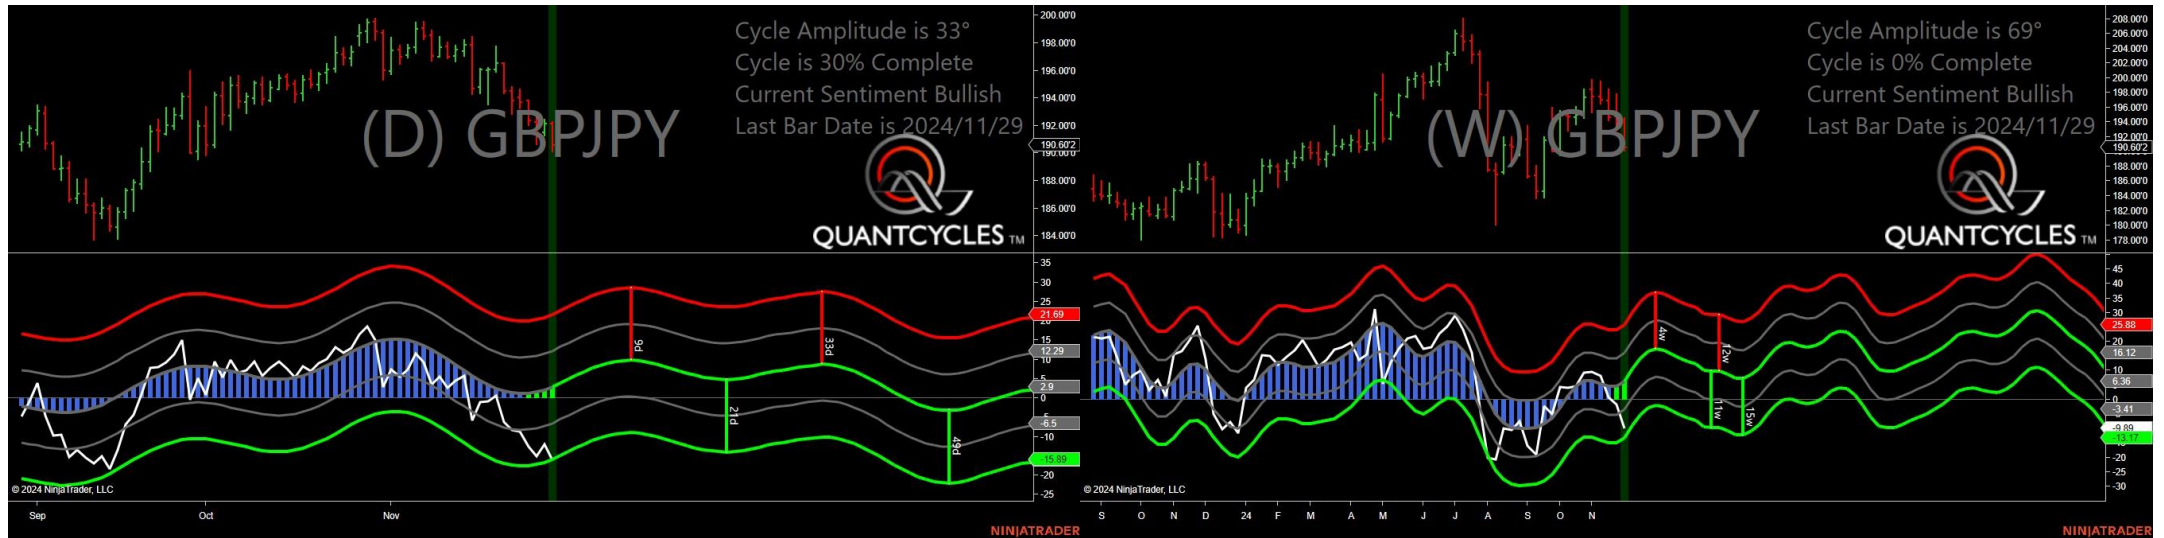 Cycle Amplitude is 33°
Cycle is 30% Complete
Current Sentiment Bullish
Last Bar Date is 2024/11/29
(D) GBPJPY
QUANTCYCLES TM
200.00'0
198.00'0
196.00'0
194.00'0
192.00'0
190.60'2
190.00'0
188.00'0
186.00'0
184.00'0
35
30
25
21.69
20
15
12.29
10
5
2.9
0
-5
-6.5
-10
-15.89
-20
-25
9d
21d
33d
49d
© 2024 NinjaTrader, LLC
Sep Oct Nov
NINJATRADER
Cycle Amplitude is 69°
Cycle is 0% Complete
Current Sentiment Bullish
Last Bar Date is 2024/11/29
(W) GBPJPY
QUANTCYCLES TM
208.00'0
206.00'0
204.00'0
202.00'0
200.00'0
198.00'0
196.00'0
194.00'0
192.00'0
190.60'2
188.00'0
186.00'0
184.00'0
182.00'0
180.00'0
178.00'0
45
40
35
30
25.88
20
16.12
10
6.36
0
-3.41
-9.89
-13.17
-20
-30
4w
12w
11w
15w
© 2024 NinjaTrader, LLC
S O N D 24 F M A M J J A S O N
NINJATRADER